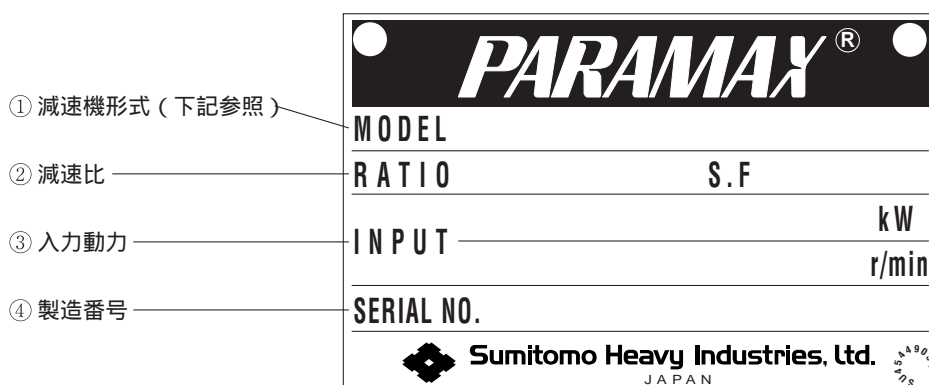 PARAMAX®
① 減速機形式（下記参照）
MODEL
② 減速比
RATIO S.F
kW
③ 入力動力
INPUT
r/min
④ 製造番号
SERIAL NO.
Sumitomo Heavy Industries, Ltd.
JAPAN